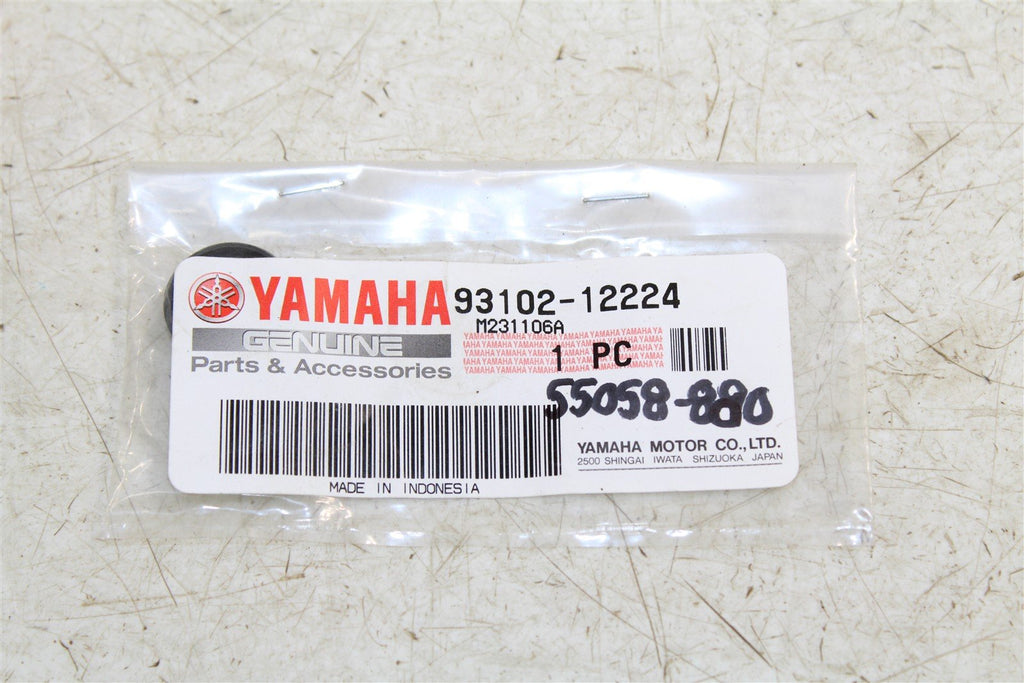 YAMAHA 93102-12224
M231106A
GENUINE
Parts & Accessories
1 PC
55058-880
YAMAHA MOTOR CO., LTD.
2500 SHINGAI IWATA SHIZUOKA JAPAN
MADE IN INDONESIA